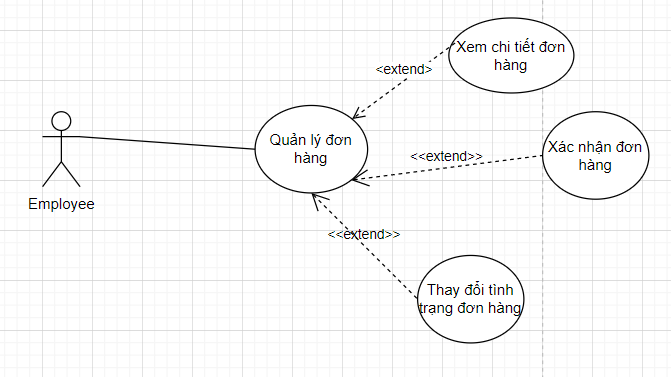 Xem chi tiết đơn
hàng
<extend>
Quản lý đơn
hàng
Xác nhận đơn
hàng
<<extend>>
Employee
<<extend>>
Thay đổi tình
trạng đơn hàng